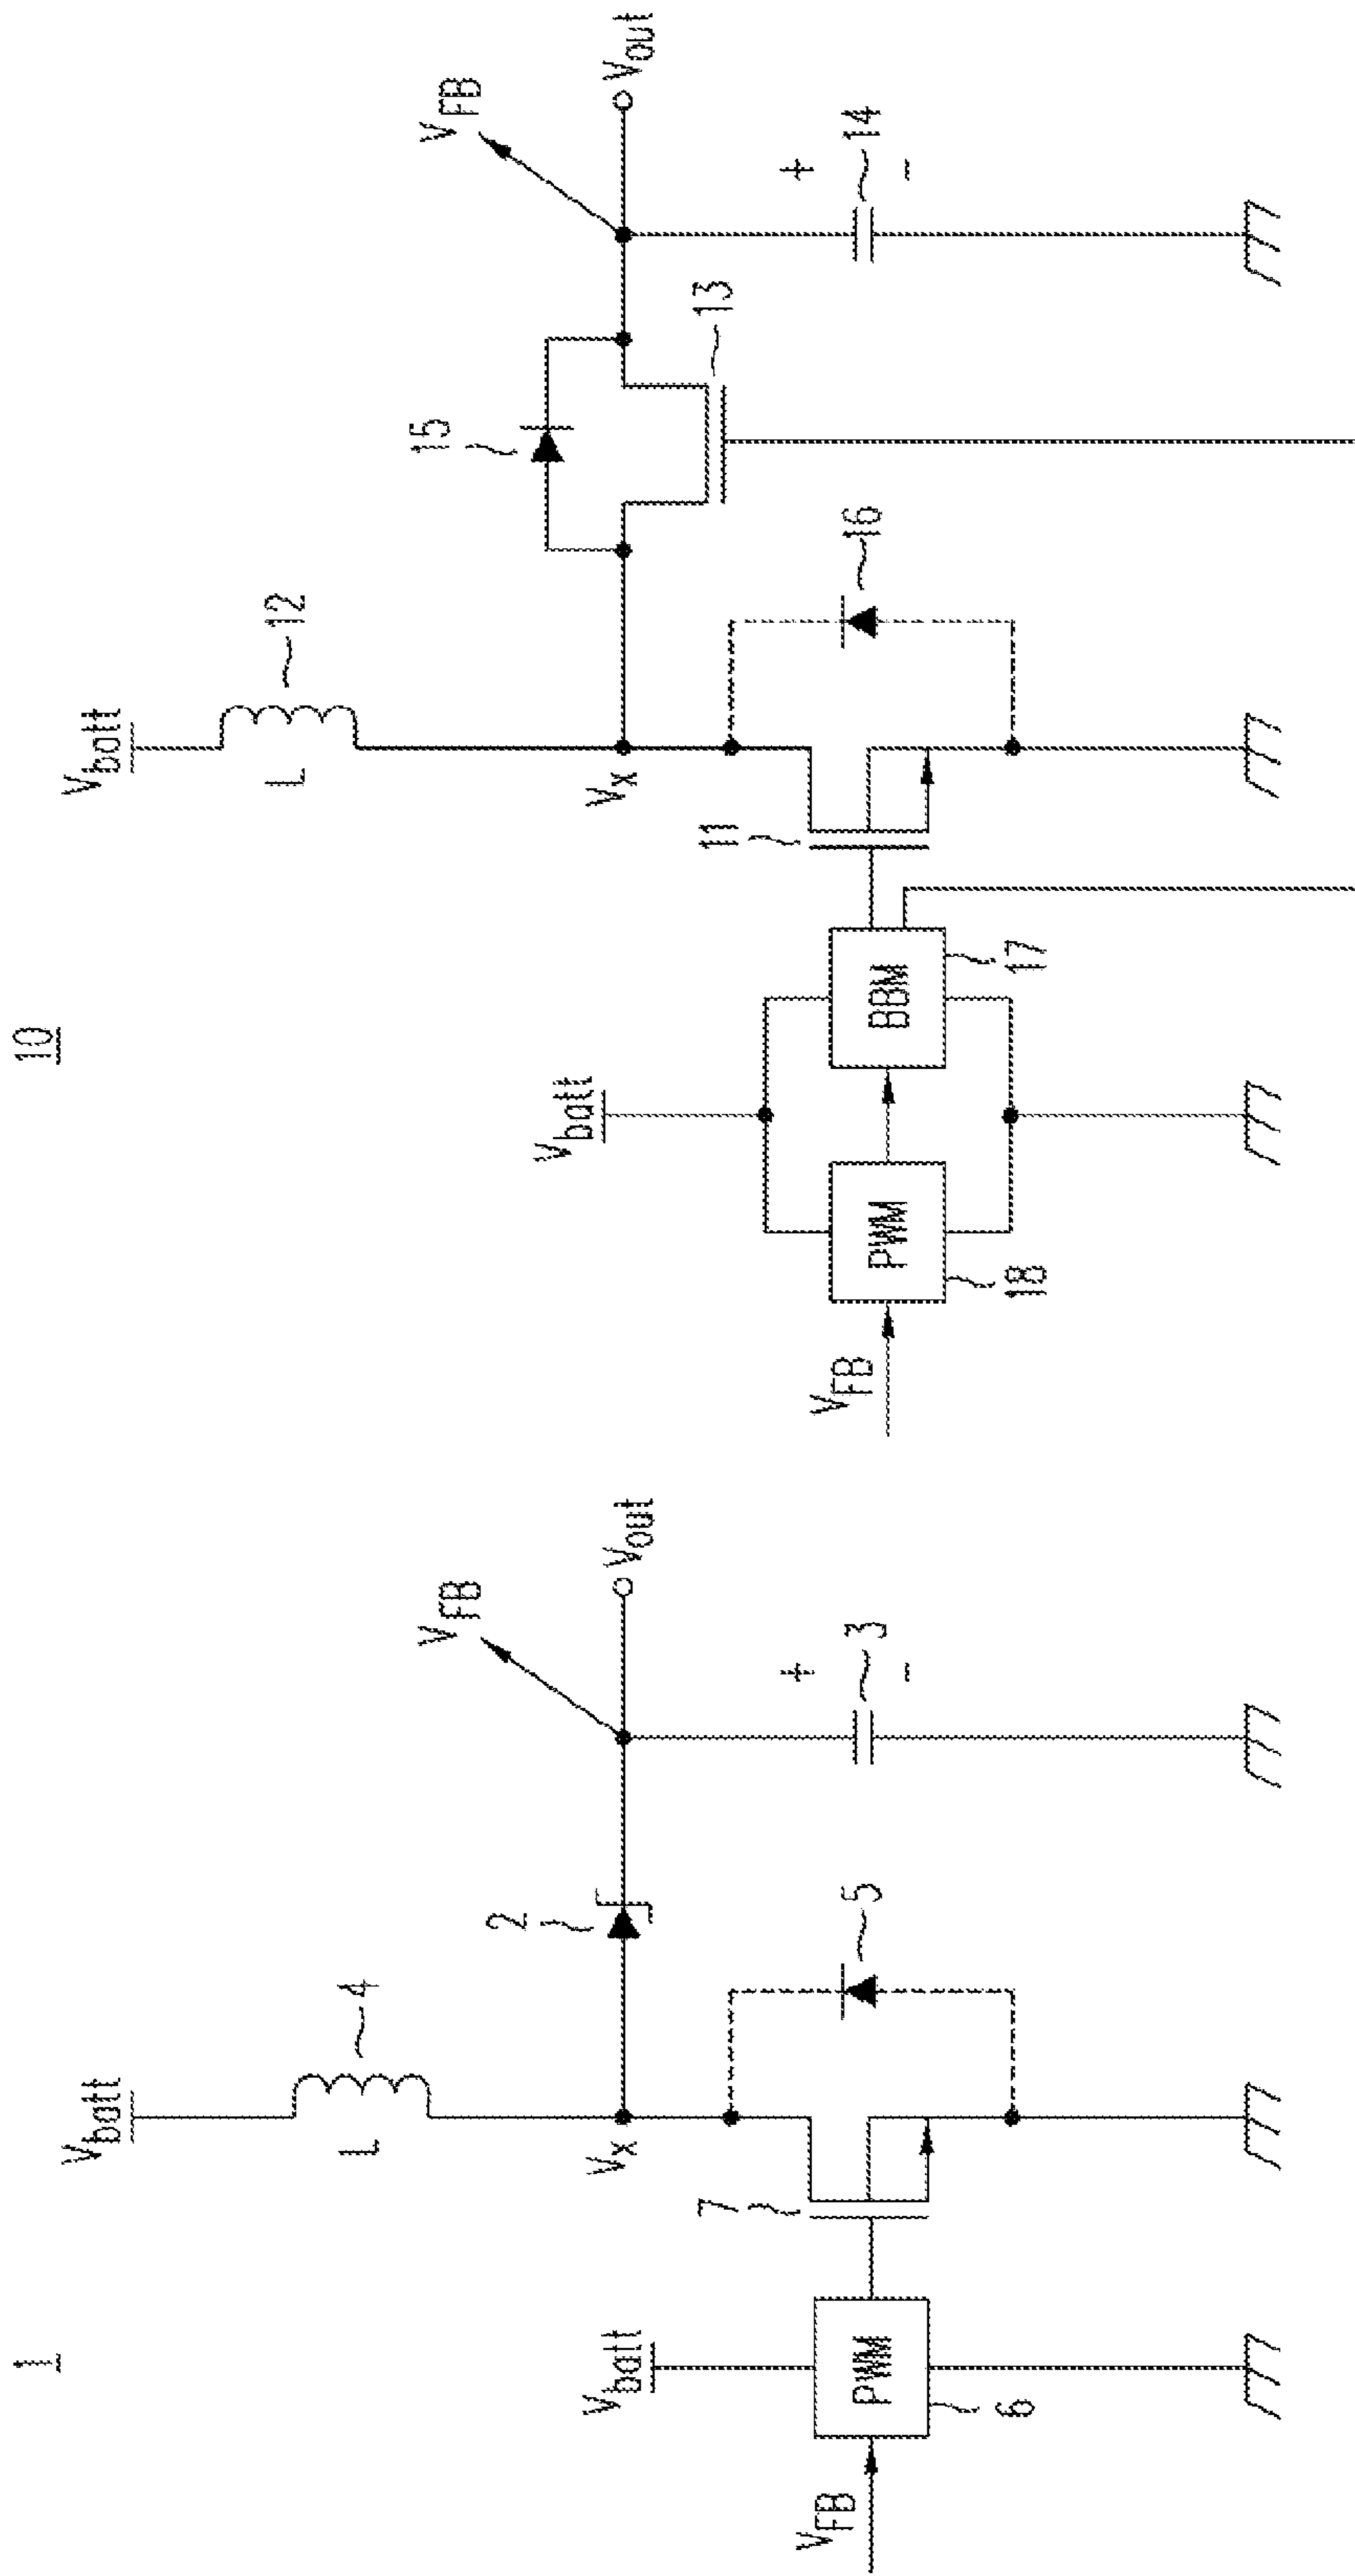 1
V_batt
L
4
V_x
2
V_FB
V_out
V_batt
7
5
+
3
-
V_FB
PWM
6
10
V_batt
L
12
V_x
15
V_FB
V_out
V_batt
11
16
13
+
14
-
V_FB
PWM
BBM
18
17